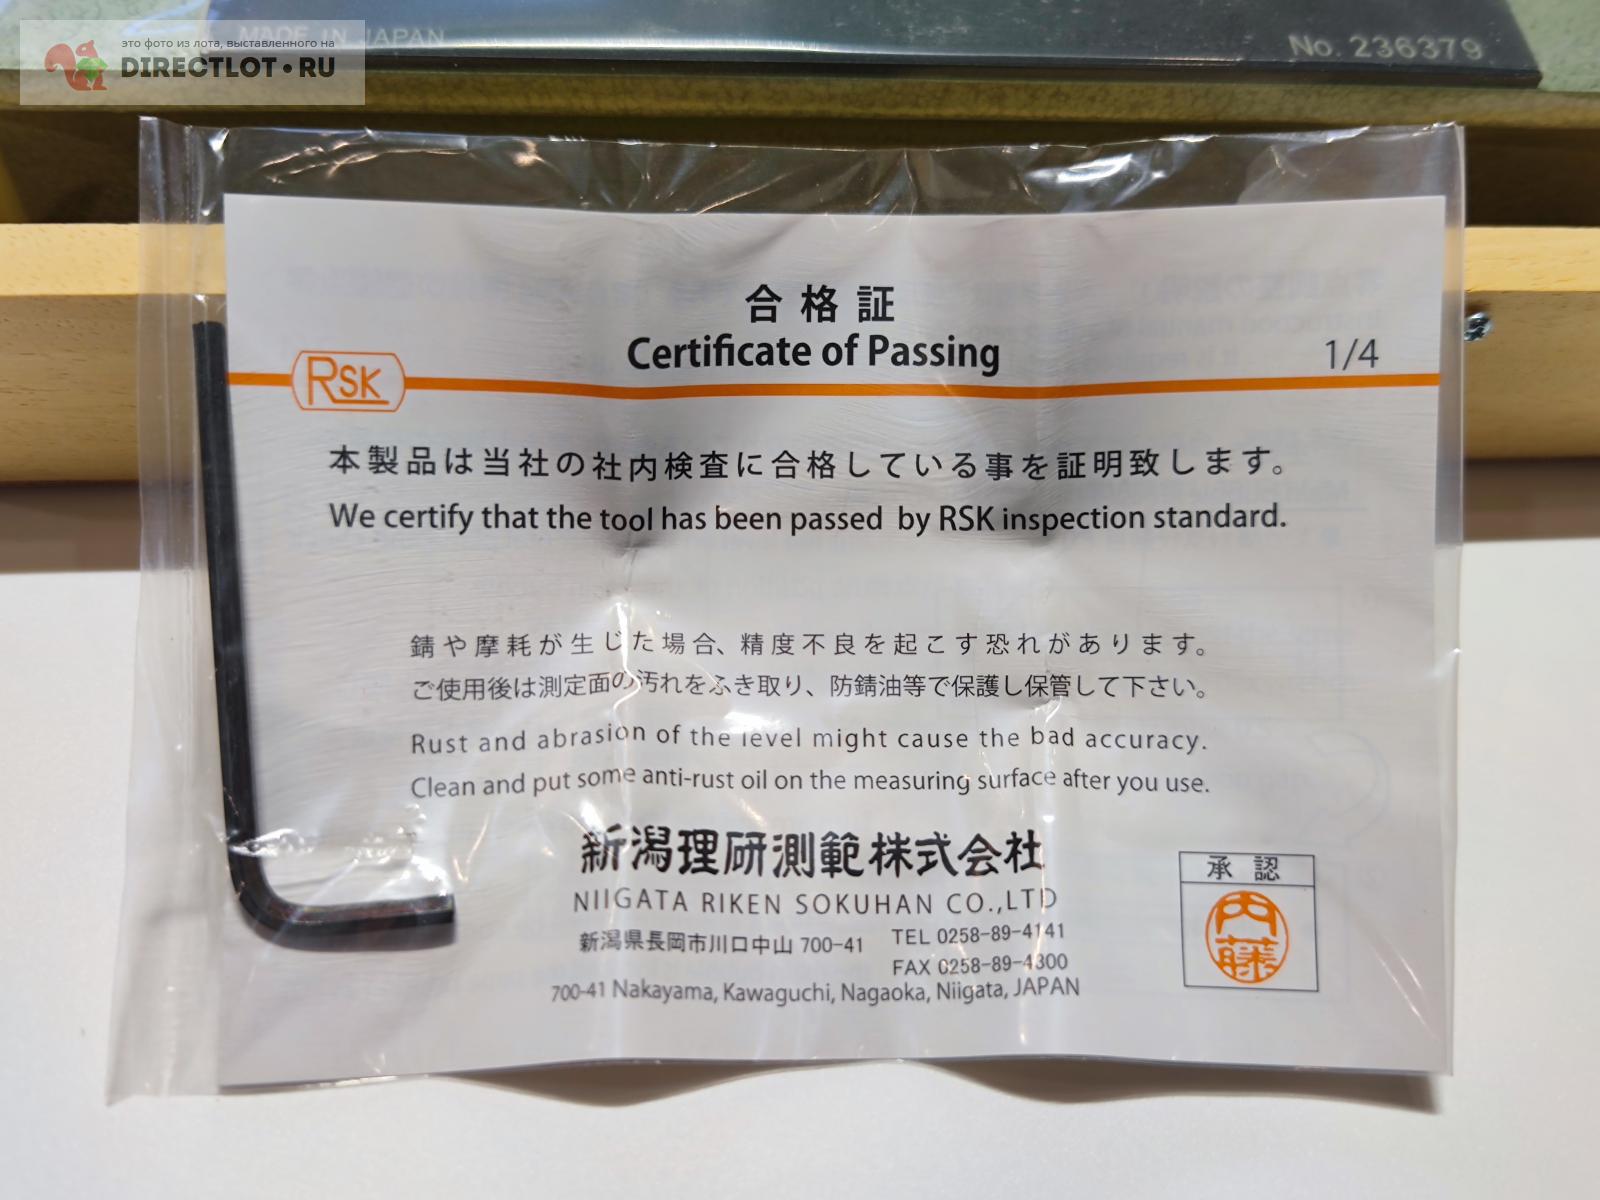 это фото из лота, выставленного на
DIRECTLOT•RU
MADE IN JAPAN
No. 236379
合格証
Certificate of Passing
1/4
RSK
本製品は当社の社内検査に合格している事を証明致します。
We certify that the tool has been passed by RSK inspection standard.
錆や摩耗が生じた場合、精度不良を起こす恐れがあります。
ご使用後は測定面の汚れをふき取り、防錆油等で保護し保管して下さい。
Rust and abrasion of the level might cause the bad accuracy.
Clean and put some anti-rust oil on the measuring surface after you use.
新潟理研測範株式会社
NIIGATA RIKEN SOKUHAN CO.,LTD
新潟県長岡市川口中山 700-41 TEL 0258-89-4141
FAX 0258-89-4300
700-41 Nakayama, Kawaguchi, Nagaoka, Niigata, JAPAN
承認
内藤